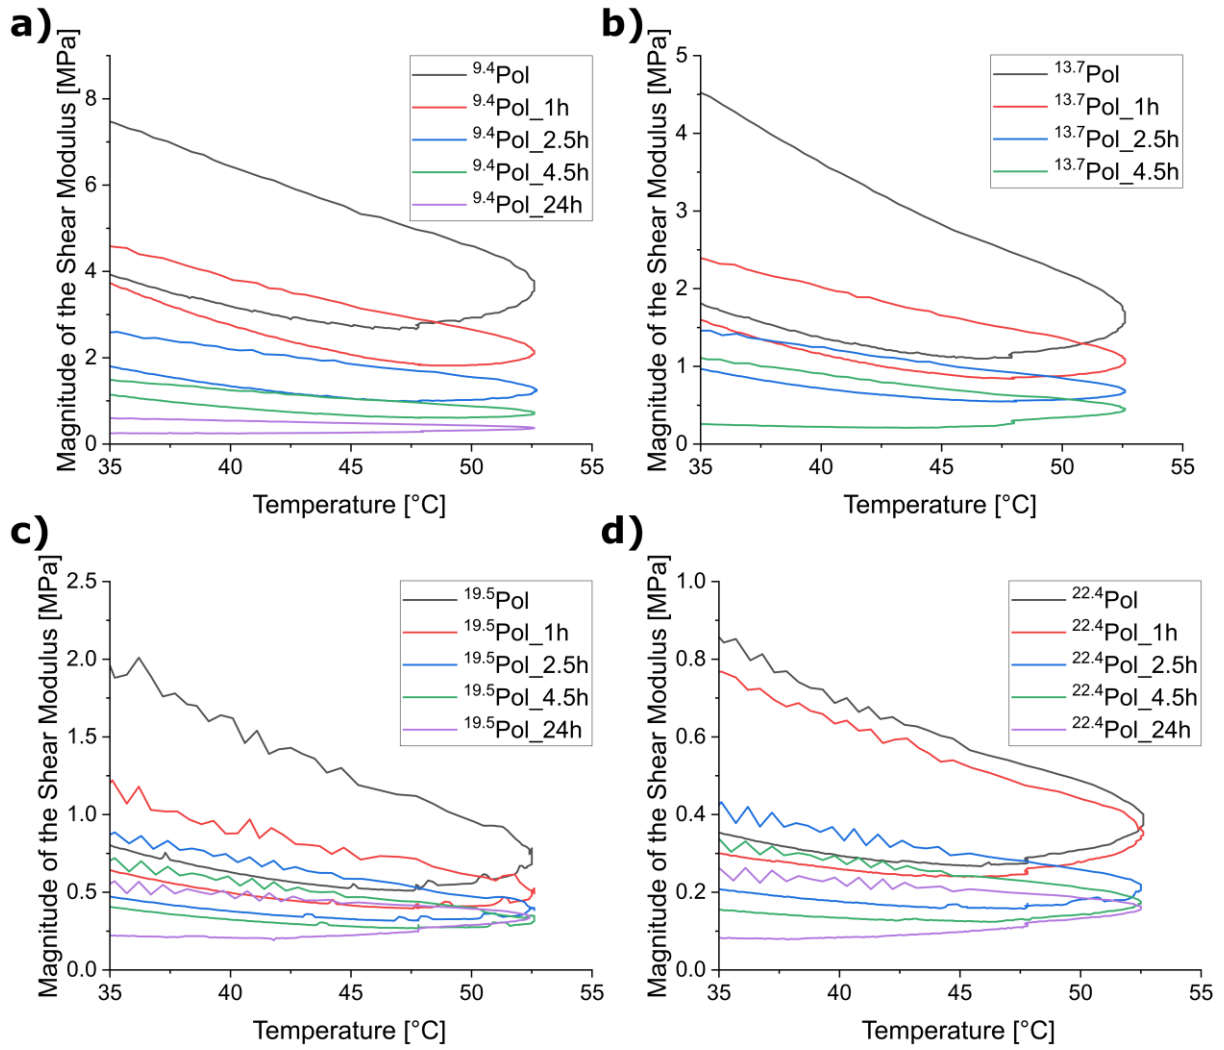 a)
Magnitude of the Shear Modulus [MPa]
8
6
4
2
0
35 40 45 50 55
Temperature [°C]
9.4Pol
9.4Pol_1h
9.4Pol_2.5h
9.4Pol_4.5h
9.4Pol_24h
b)
Magnitude of the Shear Modulus [MPa]
5
4
3
2
1
0
35 40 45 50 55
Temperature [°C]
13.7Pol
13.7Pol_1h
13.7Pol_2.5h
13.7Pol_4.5h
c)
Magnitude of the Shear Modulus [MPa]
2.5
2.0
1.5
1.0
0.5
0.0
35 40 45 50 55
Temperature [°C]
19.5Pol
19.5Pol_1h
19.5Pol_2.5h
19.5Pol_4.5h
19.5Pol_24h
d)
Magnitude of the Shear Modulus [MPa]
1.0
0.8
0.6
0.4
0.2
0.0
35 40 45 50 55
Temperature [°C]
22.4Pol
22.4Pol_1h
22.4Pol_2.5h
22.4Pol_4.5h
22.4Pol_24h